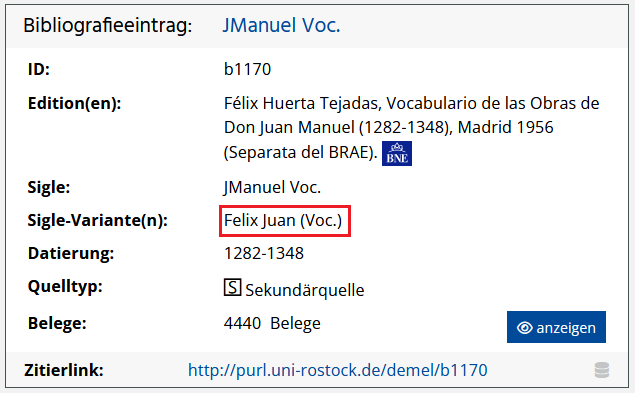 Bibliografieeintrag: JManuel Voc.
ID: b1170
Edition(en): Félix Huerta Tejadas, Vocabulario de las Obras de
Don Juan Manuel (1282-1348), Madrid 1956
(Separata del BRAE). BNE
Sigle: JManuel Voc.
Sigle-Variante(n): Felix Juan (Voc.)
Datierung: 1282-1348
Quelltyp: S Sekundärquelle
Belege: 4440 Belege anzeigen
Zitierlink: http://purl.uni-rostock.de/demel/b1170